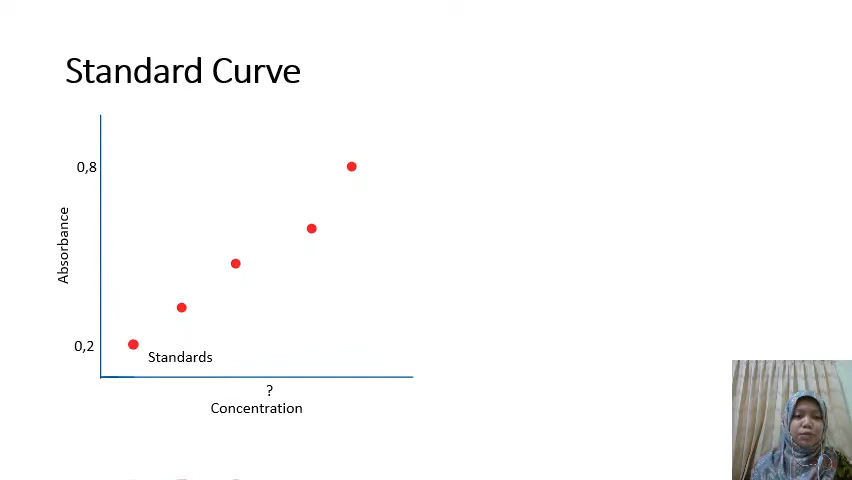 Standard Curve
0,8
Absorbance
0,2
Standards
?
Concentration